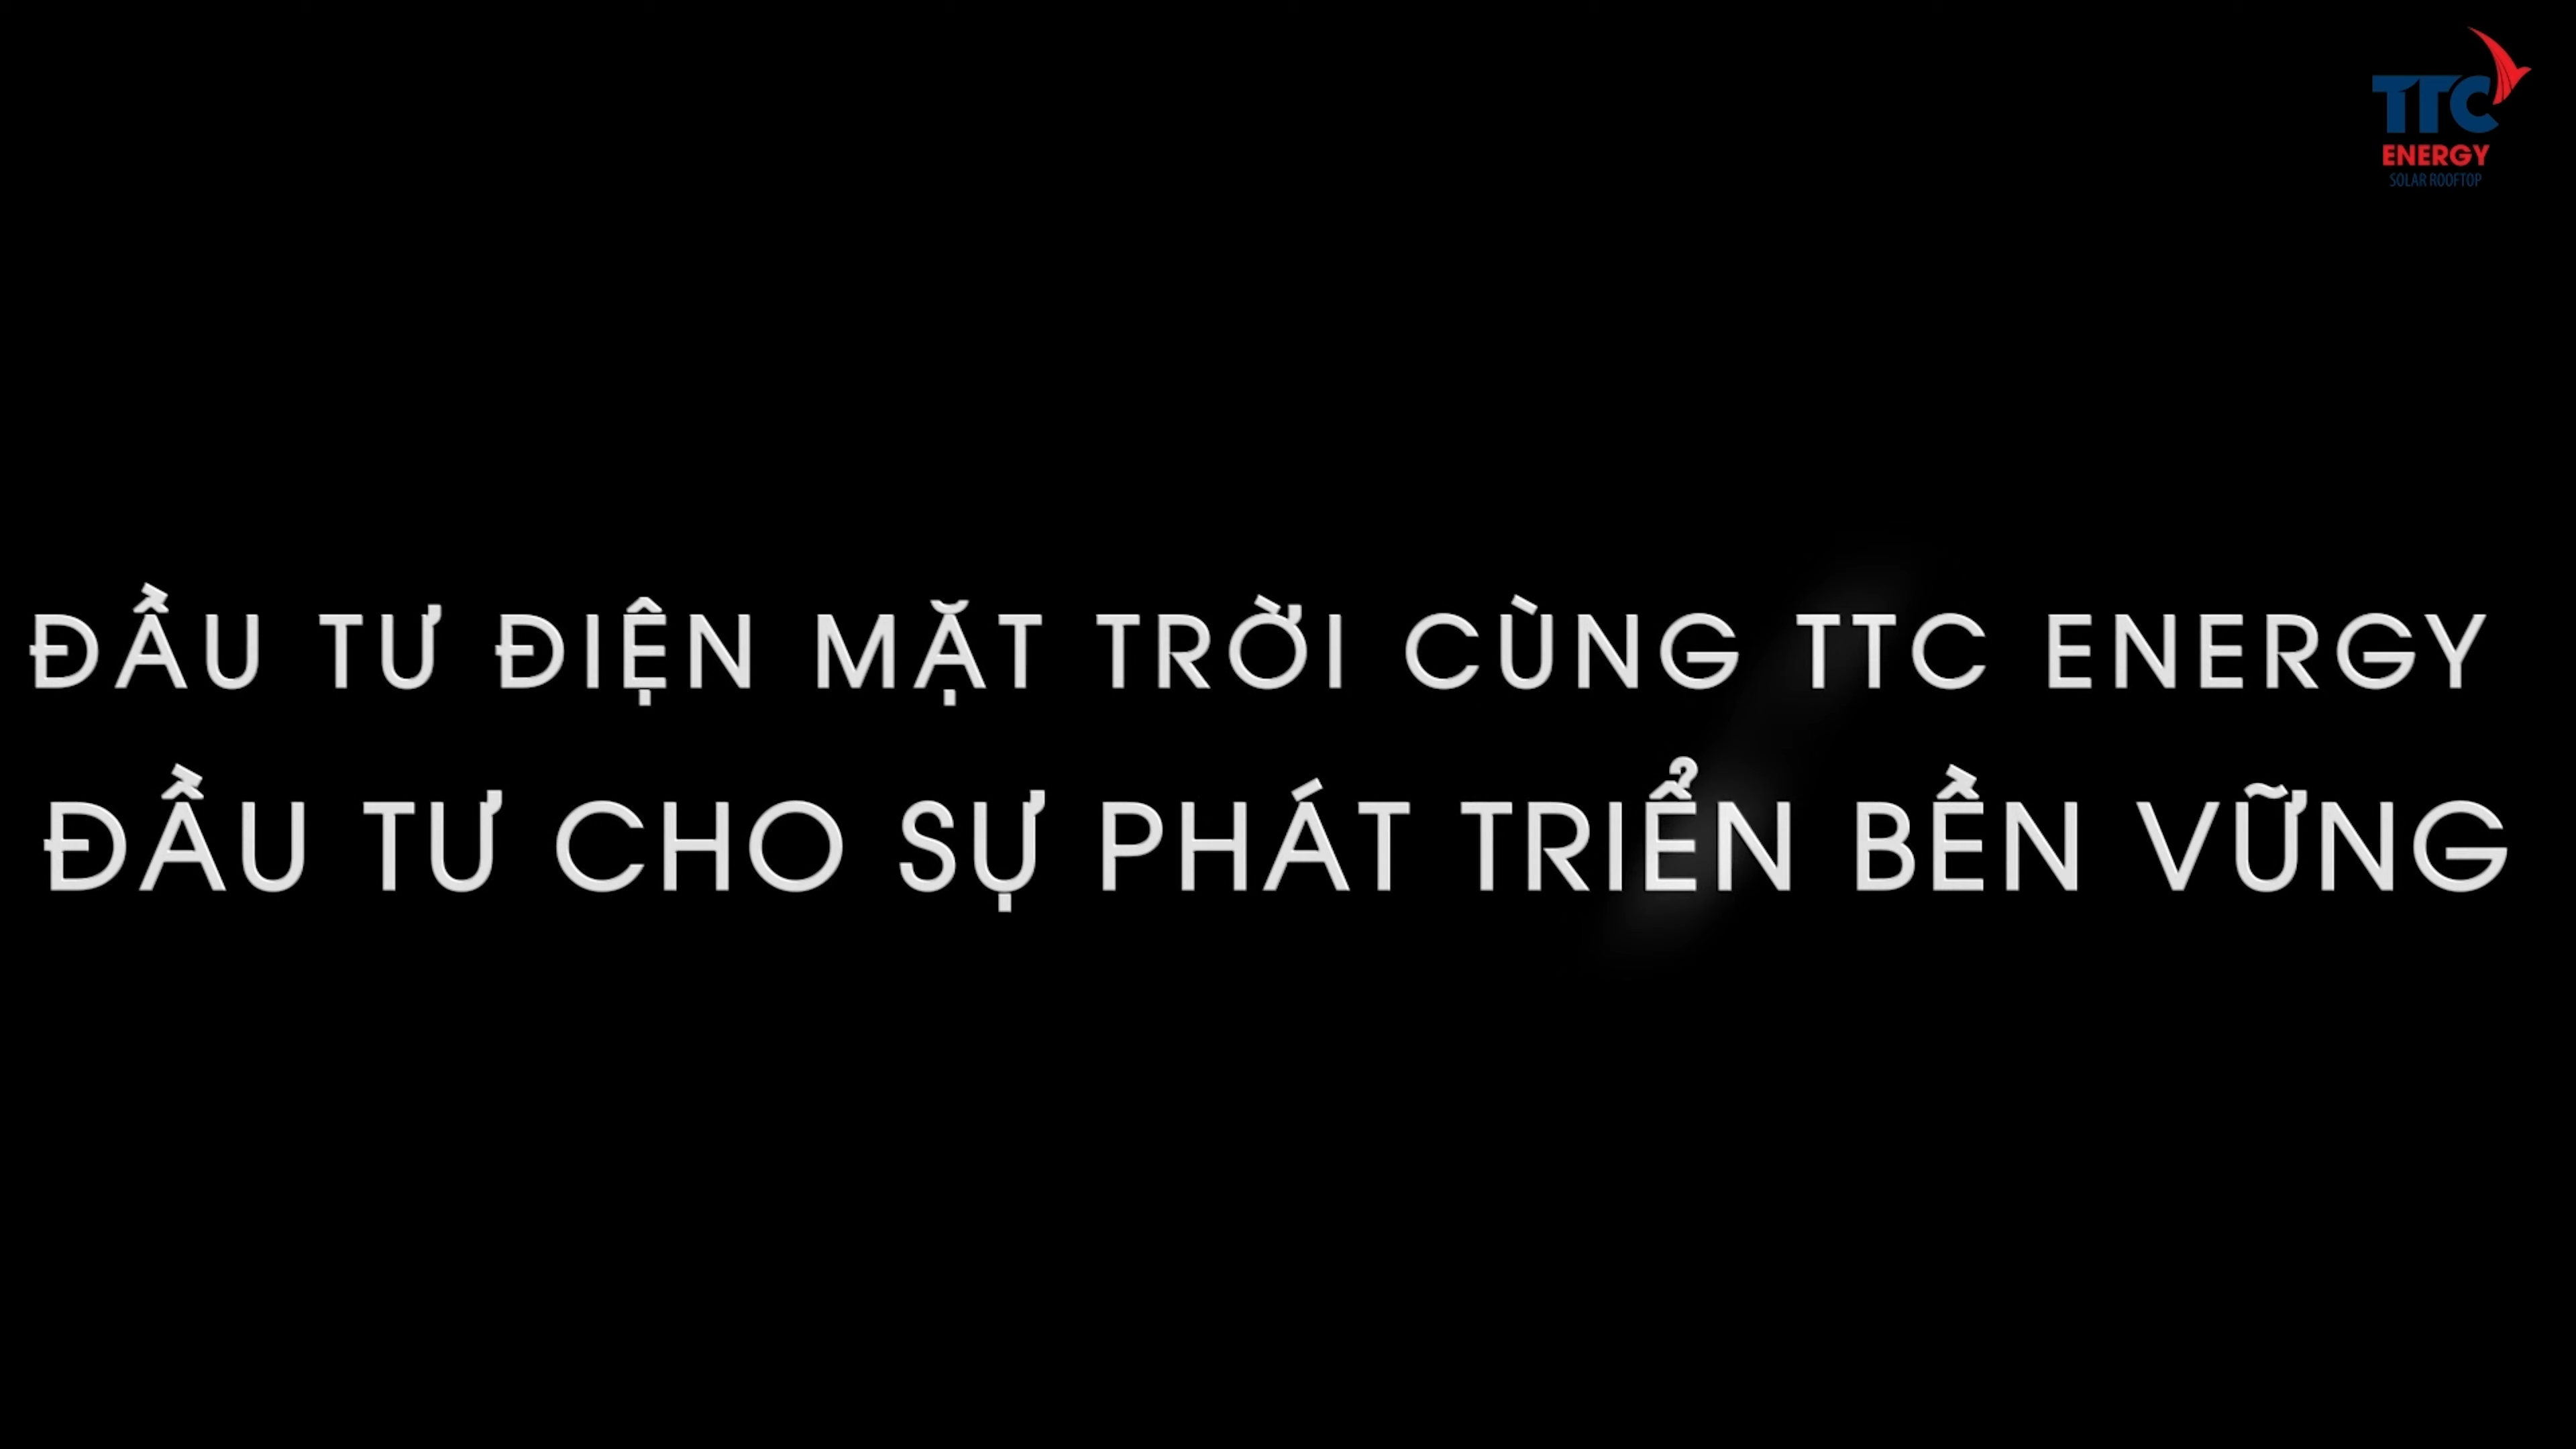 TTC
ENERGY
SOLAR ROOFTOP
ĐẦU TƯ ĐIỆN MẶT TRỜI CÙNG TTC ENERGY
ĐẦU TƯ CHO SỰ PHÁT TRIỂN BỀN VỮNG